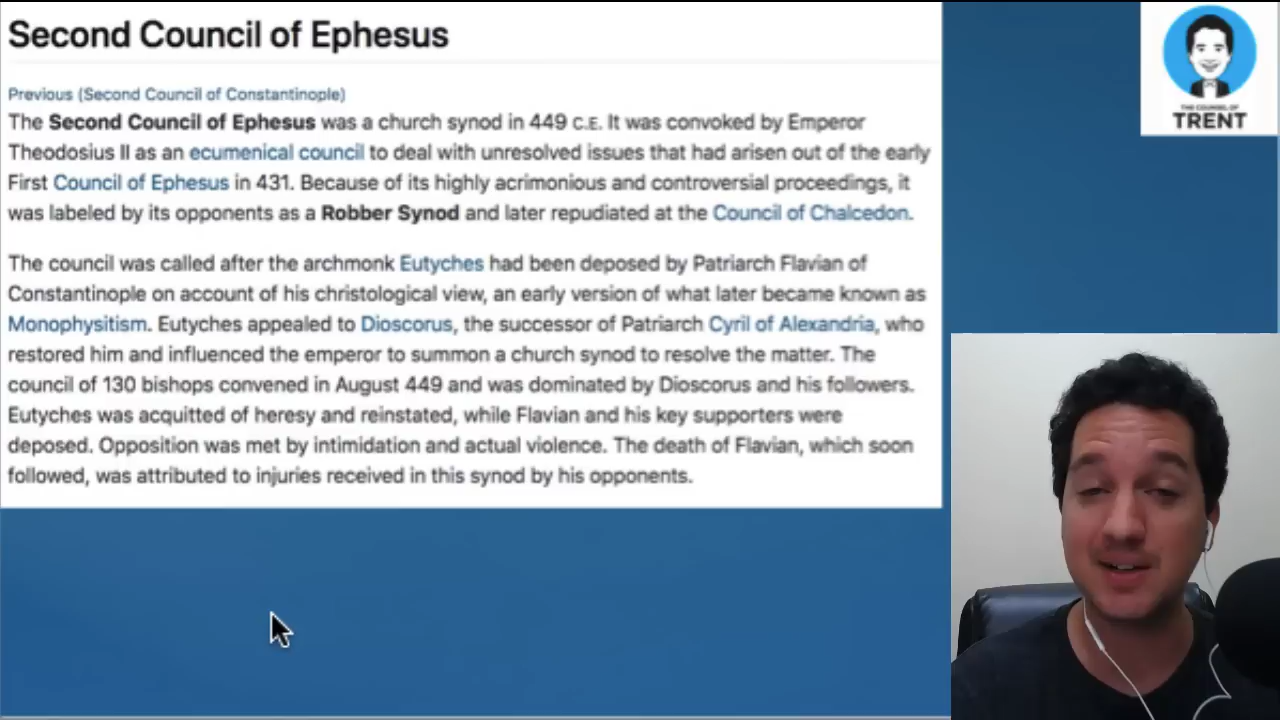 Second Council of Ephesus
Previous (Second Council of Constantinople)
The Second Council of Ephesus was a church synod in 449 C.E. It was convoked by Emperor
Theodosius II as an ecumenical council to deal with unresolved issues that had arisen out of the early
First Council of Ephesus in 431. Because of its highly acrimonious and controversial proceedings, it
was labeled by its opponents as a Robber Synod and later repudiated at the Council of Chalcedon.
The council was called after the archmonk Eutyches had been deposed by Patriarch Flavian of
Constantinople on account of his christological view, an early version of what later became known as
Monophysitism. Eutyches appealed to Dioscorus, the successor of Patriarch Cyril of Alexandria, who
restored him and influenced the emperor to summon a church synod to resolve the matter. The
council of 130 bishops convened in August 449 and was dominated by Dioscorus and his followers.
Eutyches was acquitted of heresy and reinstated, while Flavian and his key supporters were
deposed. Opposition was met by intimidation and actual violence. The death of Flavian, which soon
followed, was attributed to injuries received in this synod by his opponents.
THE COUNSEL OF
TRENT